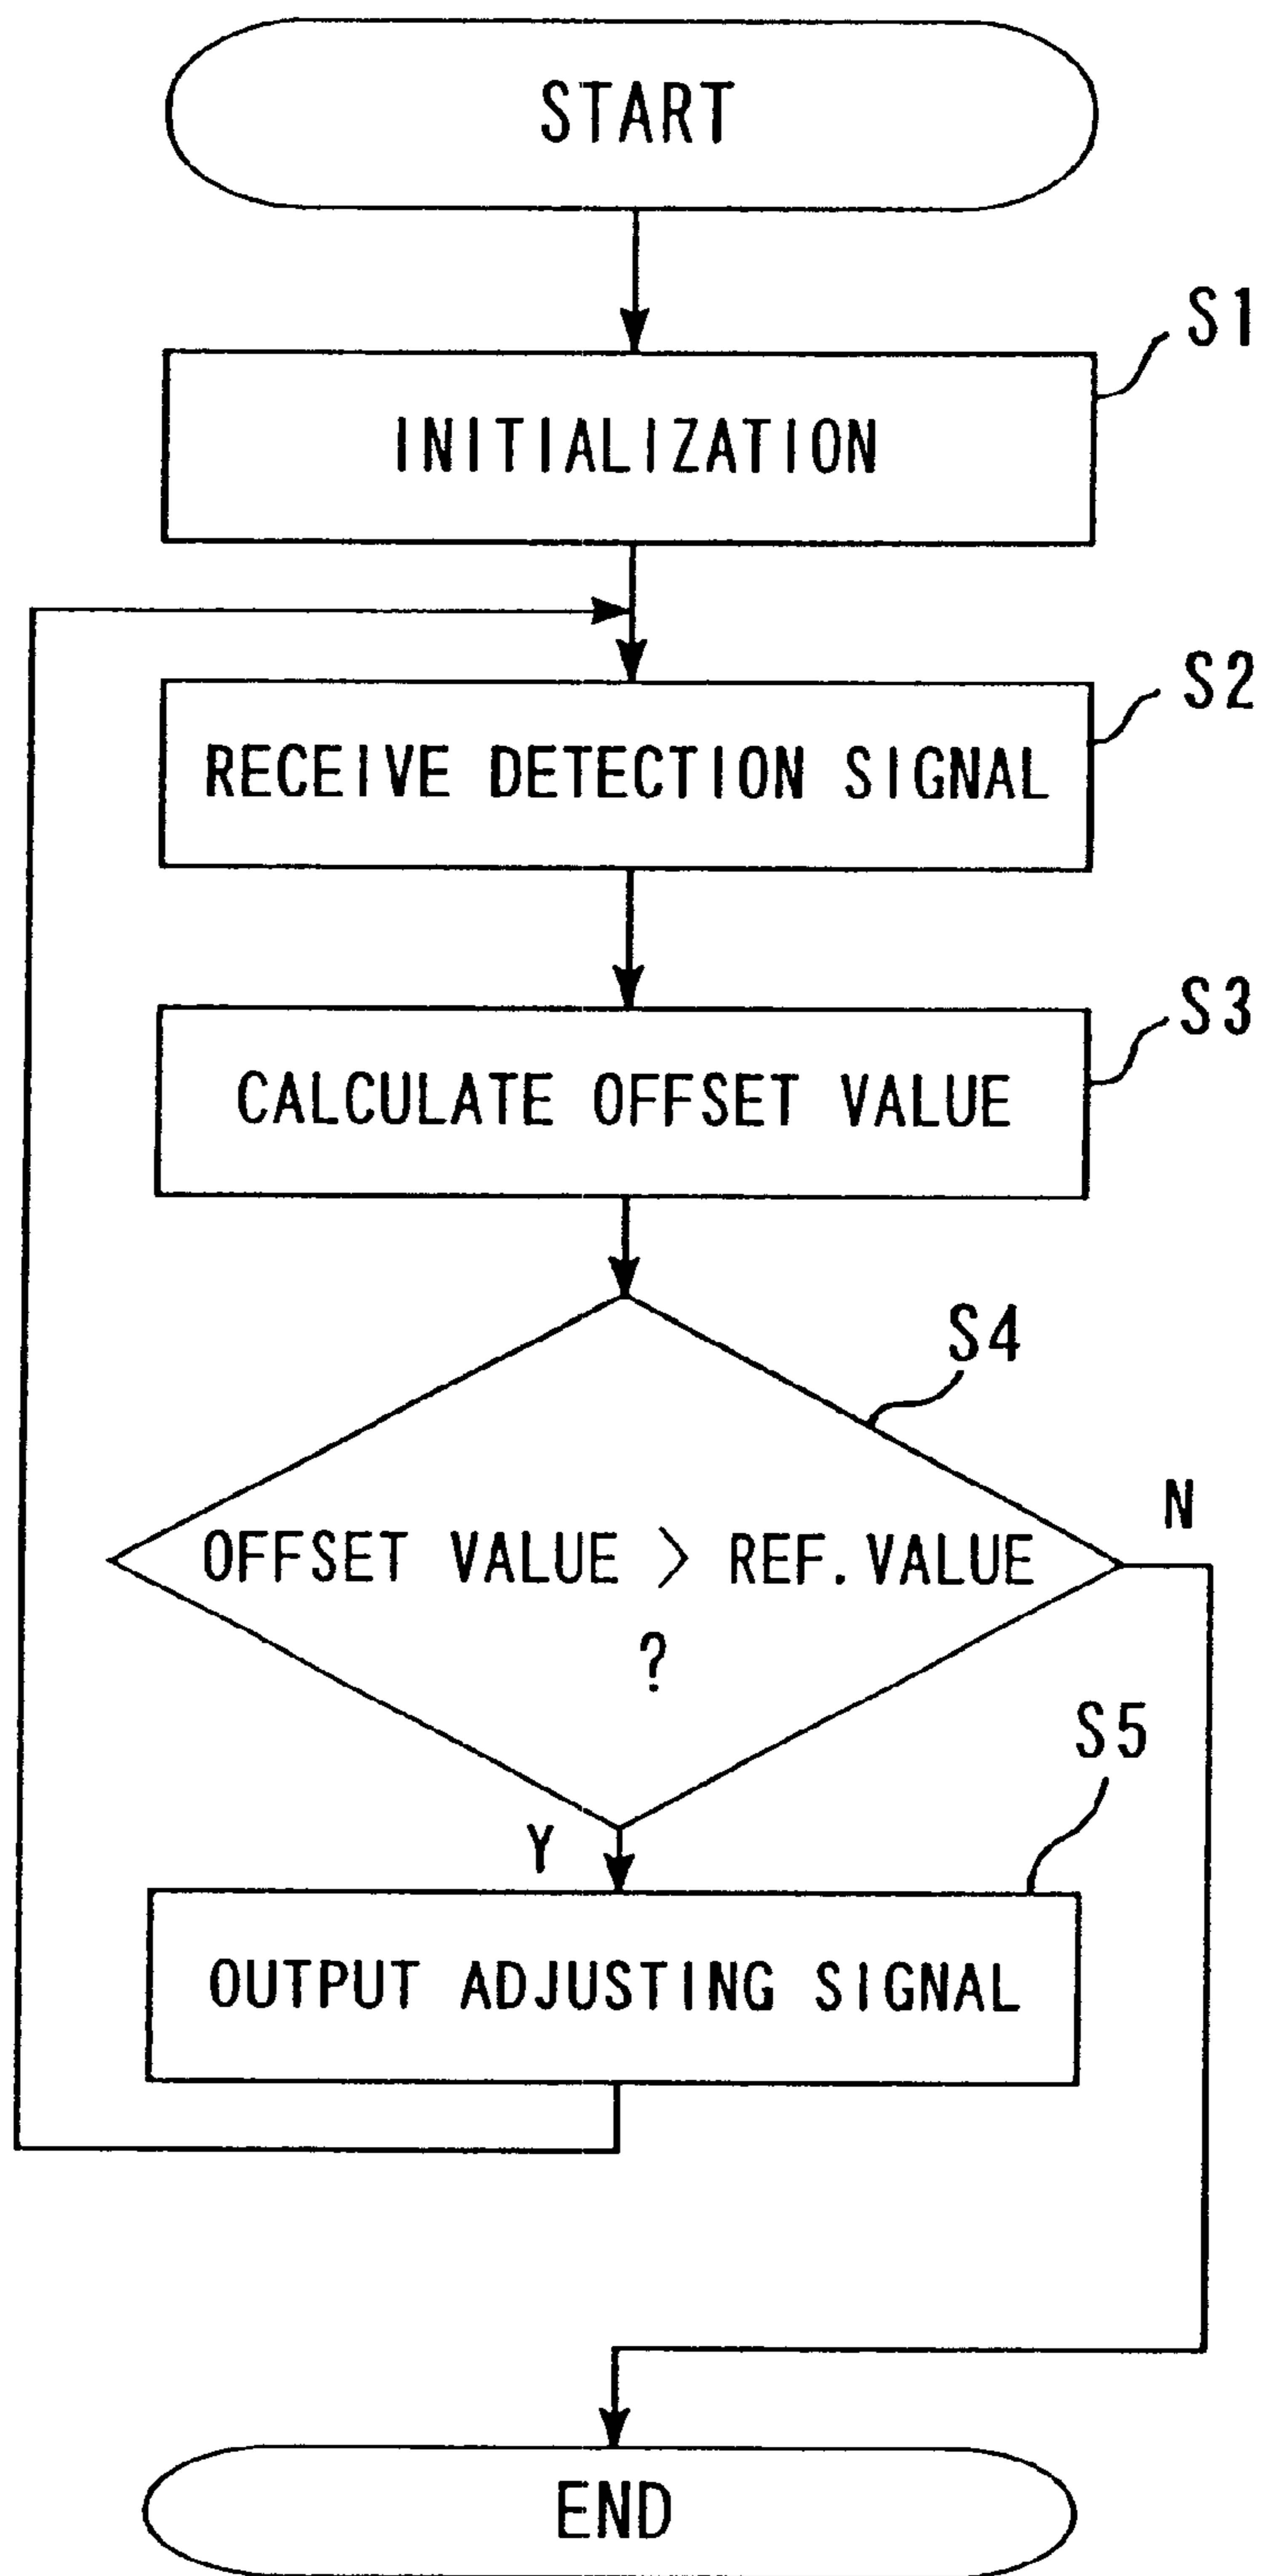 START
S1
INITIALIZATION
S2
RECEIVE DETECTION SIGNAL
S3
CALCULATE OFFSET VALUE
S4
N
OFFSET VALUE > REF. VALUE
?
S5
Y
OUTPUT ADJUSTING SIGNAL
END